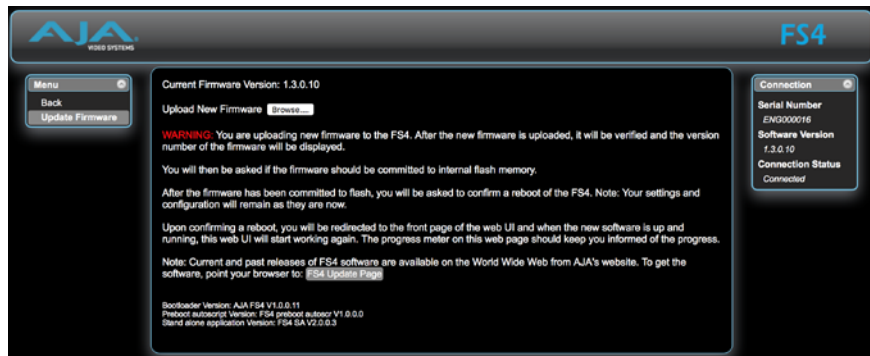 AJA
VIDEO SYSTEMS
FS4
Menu
Back
Update Firmware
Current Firmware Version: 1.3.0.10
Upload New Firmware Browse...
WARNING: You are uploading new firmware to the FS4. After the new firmware is uploaded, it will be verified and the version
number of the firmware will be displayed.
You will then be asked if the firmware should be committed to internal flash memory.
After the firmware has been committed to flash, you will be asked to confirm a reboot of the FS4. Note: Your settings and
configuration will remain as they are now.
Upon confirming a reboot, you will be redirected to the front page of the web UI and when the new software is up and
running, this web UI will start working again. The progress meter on this web page should keep you informed of the progress.
Note: Current and past releases of FS4 software are available on the World Wide Web from AJA's website. To get the
software, point your browser to: FS4 Update Page
Bootloader Version: AJA FS4 V1.0.0.11
Preboot autoscript Version: FS4 preboot autoscr V1.0.0.0
Stand alone application Version: FS4 SA V2.0.0.3
Connection
Serial Number
ENG000016
Software Version
1.3.0.10
Connection Status
Connected